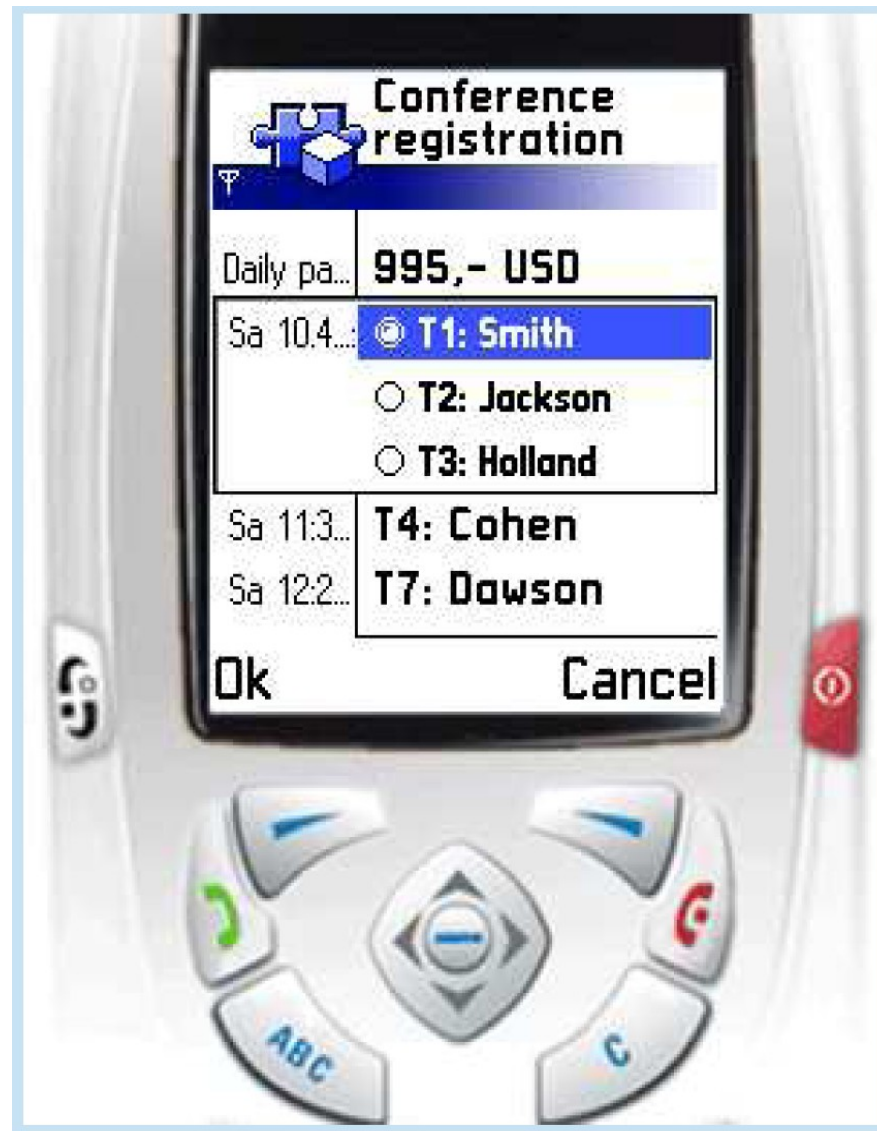 Conference
registration
Daily pa... 995,- USD
Sa 10.4...: T1: Smith
T2: Jackson
T3: Holland
Sa 11:3... T4: Cohen
Sa 12:2... T7: Dawson
Ok Cancel
ABC C